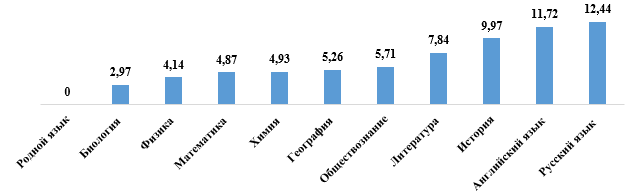 0
2,97
4,14
4,87
4,93
5,26
5,71
7,84
9,97
11,72
12,44
Родной язык
Биология
Физика
Математика
Химия
География
Обществознание
Литература
История
Английский язык
Русский язык